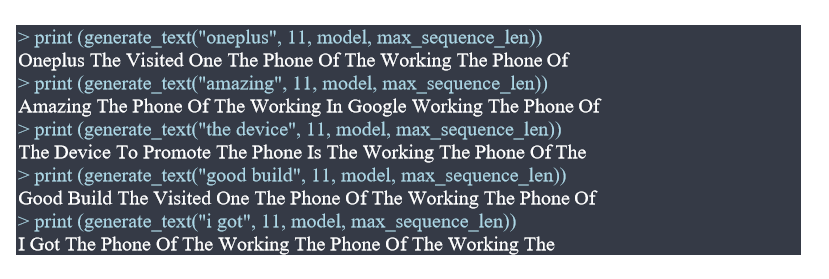 > print (generate_text("oneplus", 11, model, max_sequence_len))
Oneplus The Visited One The Phone Of The Working The Phone Of
> print (generate_text("amazing", 11, model, max_sequence_len))
Amazing The Phone Of The Working In Google Working The Phone Of
> print (generate_text("the device", 11, model, max_sequence_len))
The Device To Promote The Phone Is The Working The Phone Of The
> print (generate_text("good build", 11, model, max_sequence_len))
Good Build The Visited One The Phone Of The Working The Phone Of
> print (generate_text("i got", 11, model, max_sequence_len))
I Got The Phone Of The Working The Phone Of The Working The